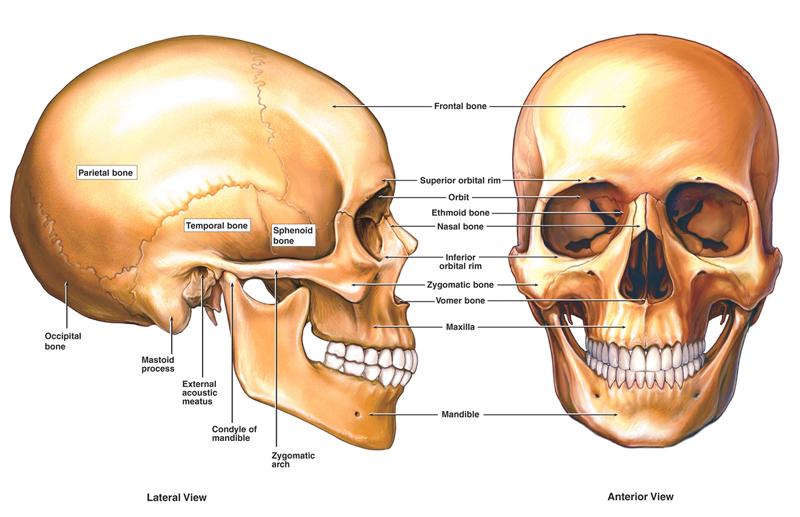 Frontal bone
Parietal bone
Superior orbital rim
Orbit
Ethmoid bone
Temporal bone
Sphenoid
bone
Nasal bone
Inferior
orbital rim
Zygomatic bone
Vomer bone
Maxilla
Occipital
bone
Mastoid
process
External
acoustic
meatus
Mandible
Condyle of
mandible
Zygomatic
arch
Lateral View
Anterior View